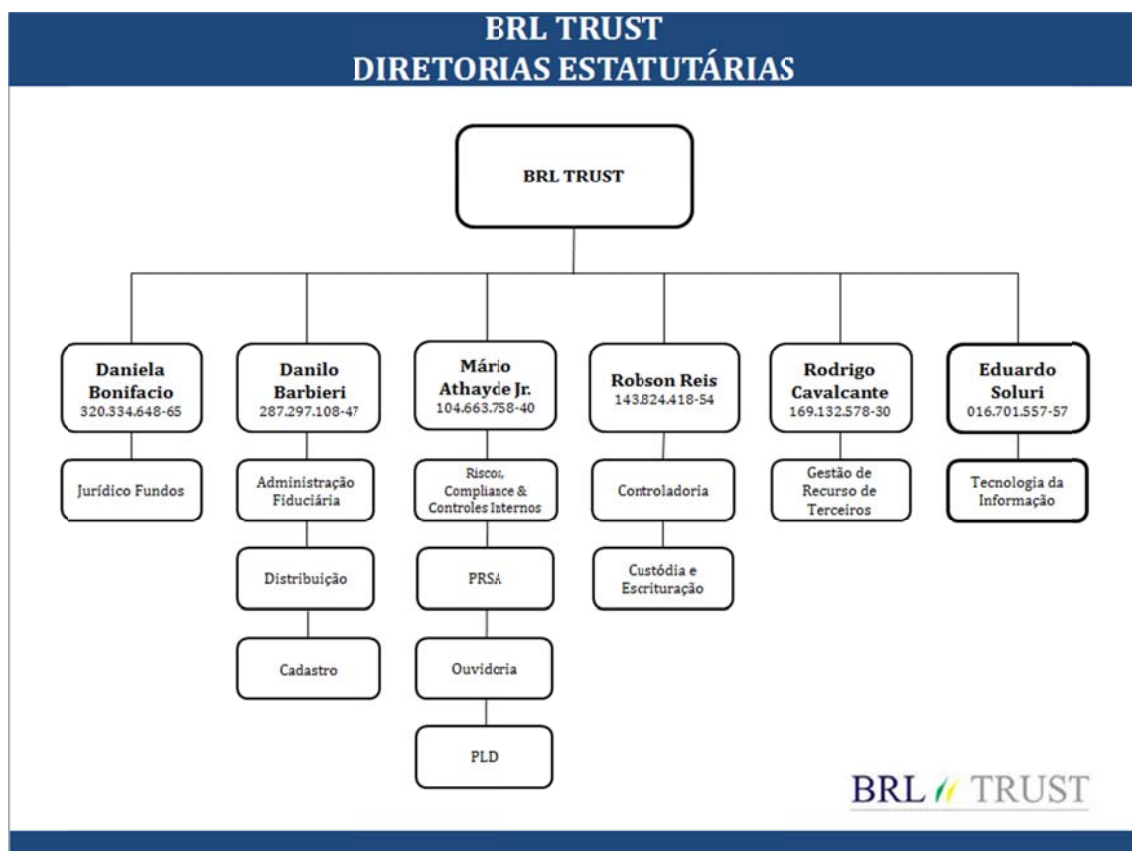 BRL TRUST
DIRETORIAS ESTATUTÁRIAS
BRL TRUST
Daniela
Bonifacio
320.334.648-65
Danilo
Barbieri
287.297.108-47
Mário
Athayde Jr.
104.663.758-40
Robson Reis
143.824.418-54
Rodrigo
Cavalcante
169.132.578-30
Eduardo
Soluri
016.701.557-57
Jurídico Fundos
Administração
Fiduciária
Riscos,
Compliance &
Controles Internos
Controladoria
Gestão de
Recurso de
Terceiros
Tecnologia da
Informação
Distribuição
PRSA
Custódia e
Escrituração
Cadastro
Ouvidoria
PLD
BRL TRUST